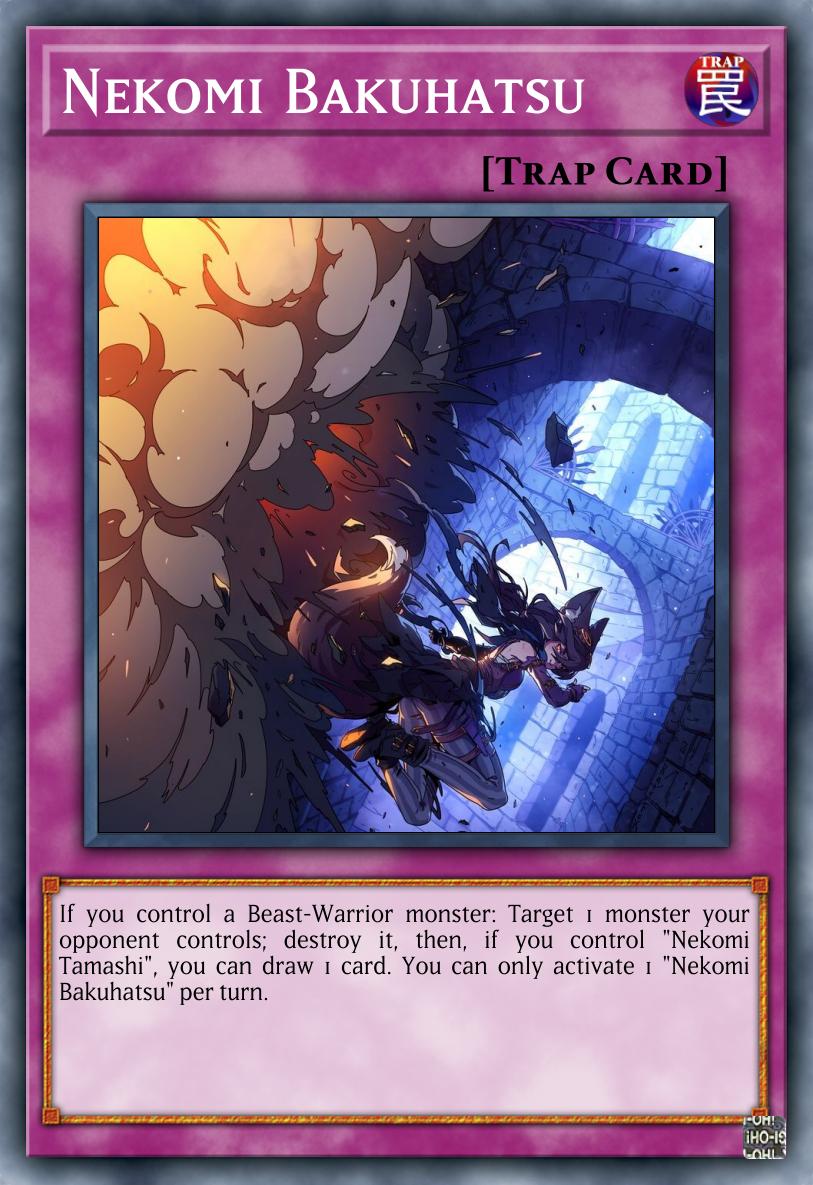 Nekomi Bakuhatsu
TRAP
罠
[Trap Card]
If you control a Beast-Warrior monster: Target 1 monster your
opponent controls; destroy it, then, if you control "Nekomi
Tamashi", you can draw 1 card. You can only activate 1 "Nekomi
Bakuhatsu" per turn.